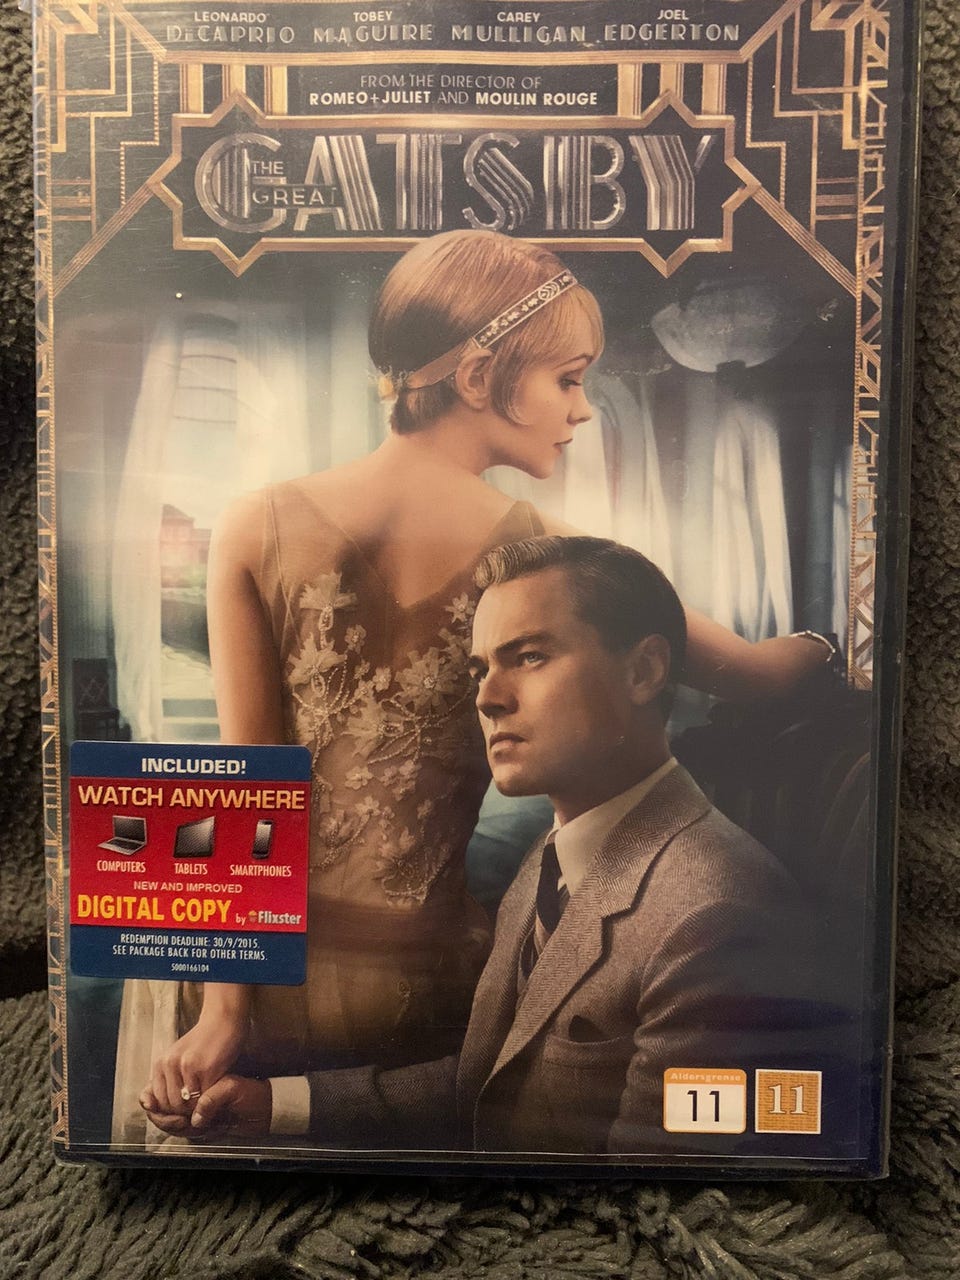 LEONARDO TOBEY CAREY JOEL
DiCAPRIO MAGUIRE MULLIGAN EDGERTON
FROM THE DIRECTOR OF
ROMEO+JULIET AND MOULIN ROUGE
THE
GREAT
GATSBY
INCLUDED!
WATCH ANYWHERE
COMPUTERS TABLETS SMARTPHONES
NEW AND IMPROVED
DIGITAL COPY by Flixster
REDEMPTION DEADLINE: 30/9/2015.
SEE PACKAGE BACK FOR OTHER TERMS.
5000166104
Aldersgrense
11
11